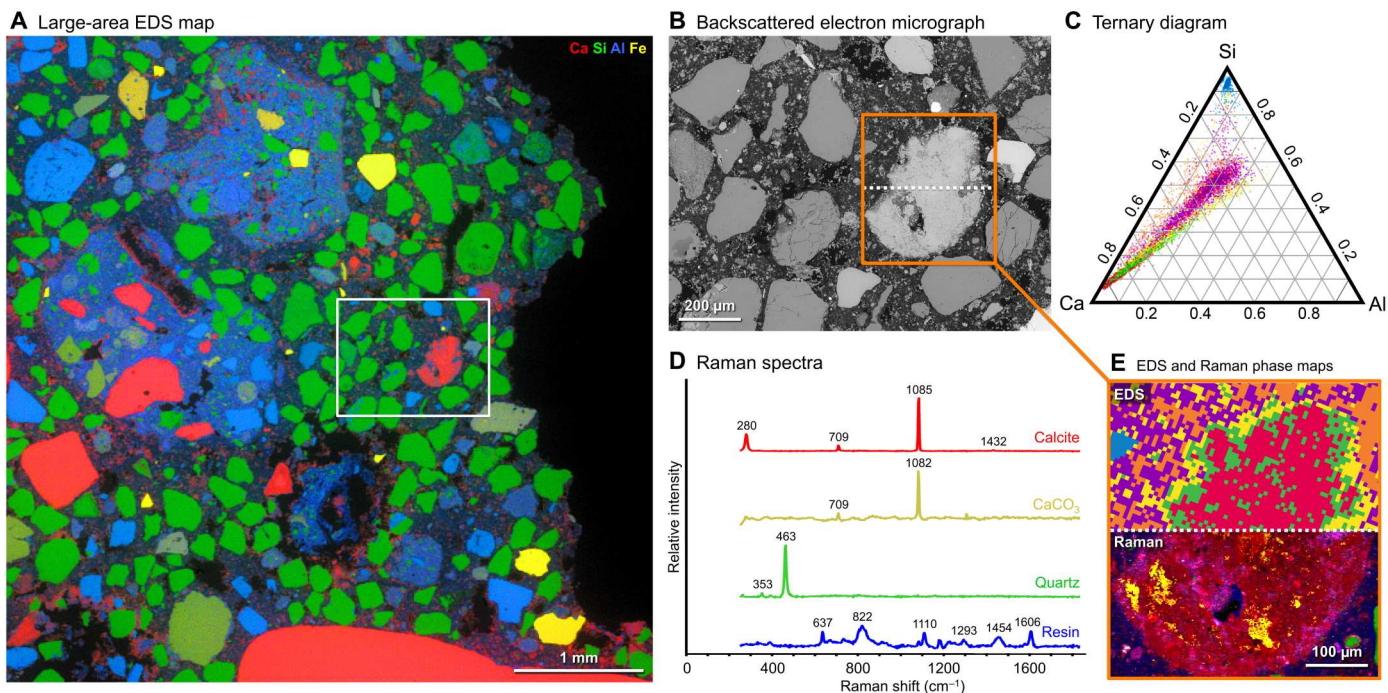 A Large-area EDS map
Ca Si Al Fe
1 mm
B Backscattered electron micrograph
200 µm
C Ternary diagram
Si
0.2 0.8
0.4 0.6
0.6 0.4
0.8 0.2
Ca Al
0.2 0.4 0.6 0.8
D Raman spectra
Relative intensity
280 709 1085 1432
Calcite
709 1082
CaCO₃
353 463
Quartz
637 822 1110 1293 1454 1606
Resin
0 400 800 1200 1600
Raman shift (cm⁻¹)
E EDS and Raman phase maps
EDS
Raman
100 µm